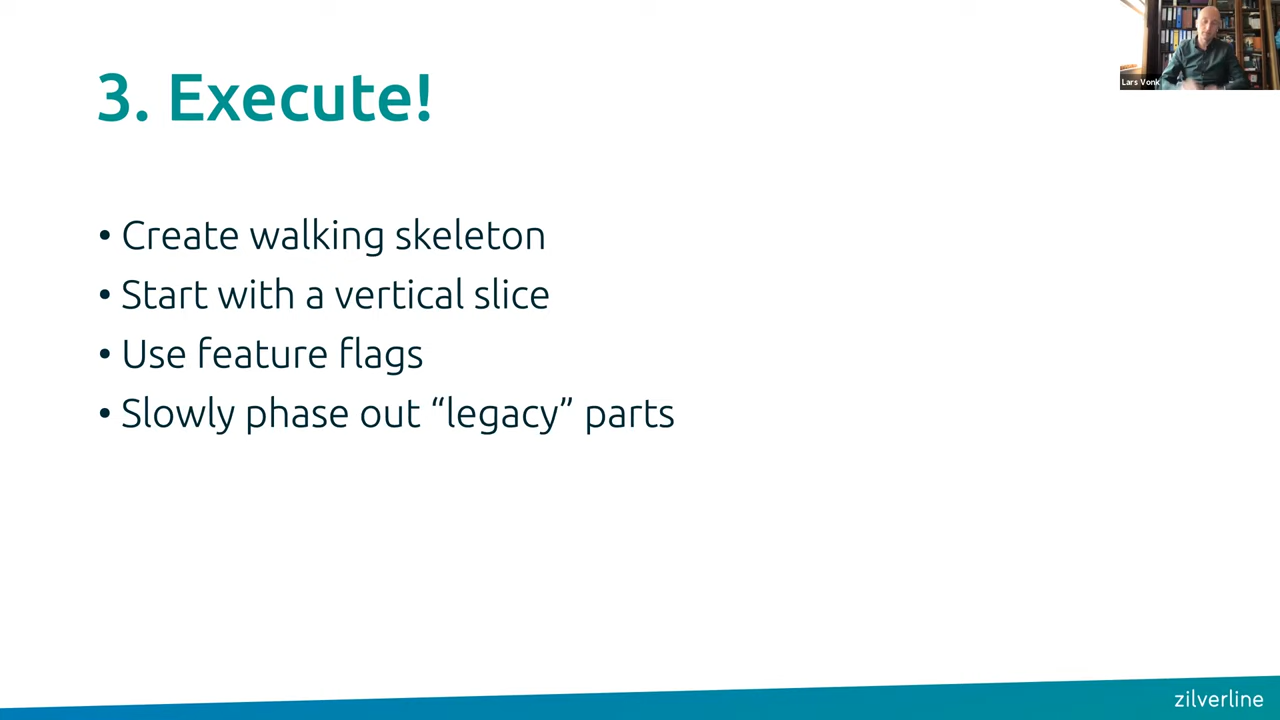 Lars Vonk
3. Execute!
• Create walking skeleton
• Start with a vertical slice
• Use feature flags
• Slowly phase out “legacy” parts
zilverline